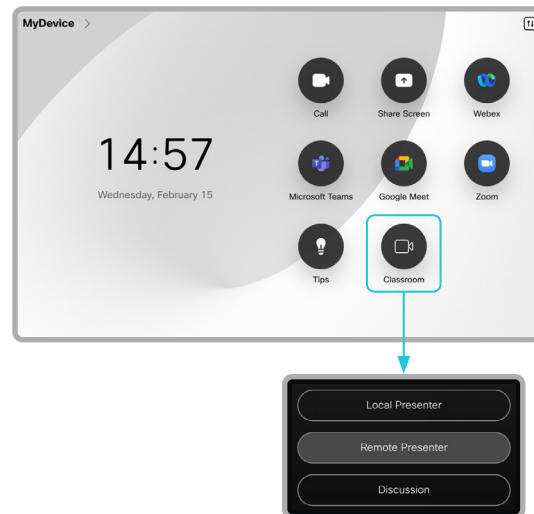 MyDevice
Call
Share Screen
Webex
14:57
Wednesday, February 15
Microsoft Teams
Google Meet
Zoom
Tips
Classroom
Local Presenter
Remote Presenter
Discussion